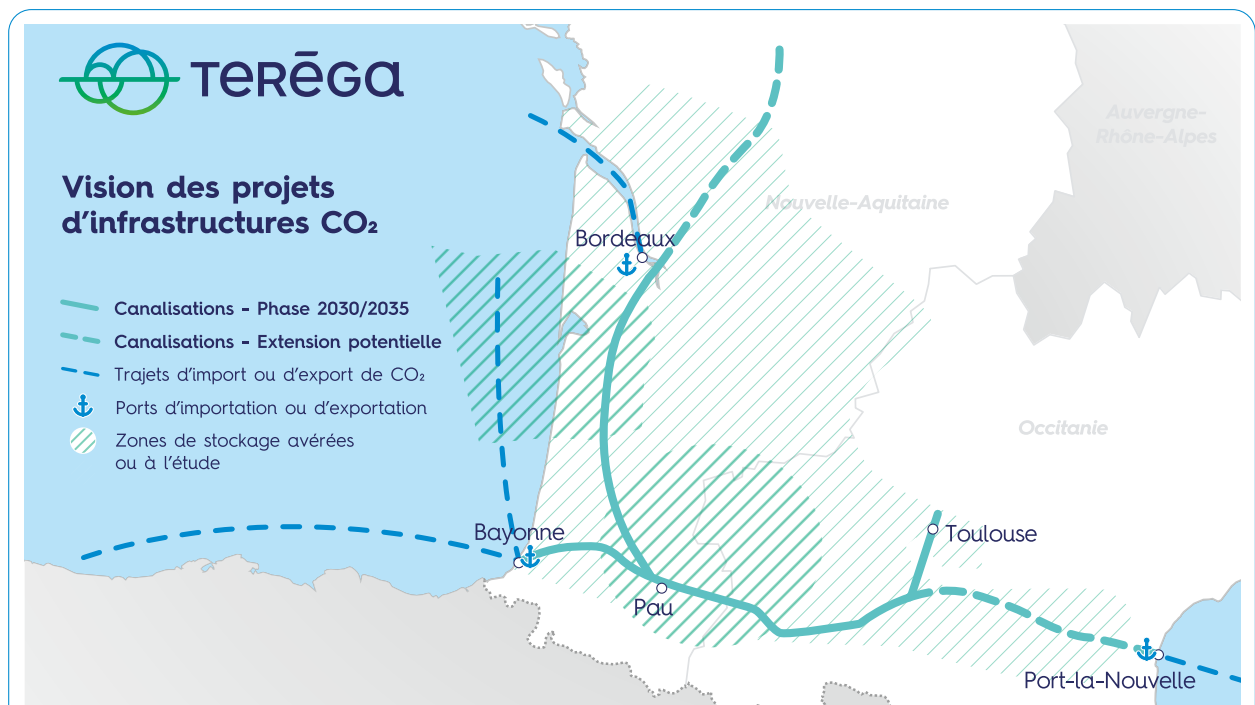 TERĒGA
Vision des projets
d'infrastructures CO₂
Canalisations - Phase 2030/2035
Canalisations - Extension potentielle
Trajets d'import ou d'export de CO₂
Ports d'importation ou d'exportation
Zones de stockage avérées
ou à l'étude
Auvergne-
Rhône-Alpes
Nouvelle-Aquitaine
Bordeaux
Occitanie
Bayonne
Toulouse
Pau
Port-la-Nouvelle